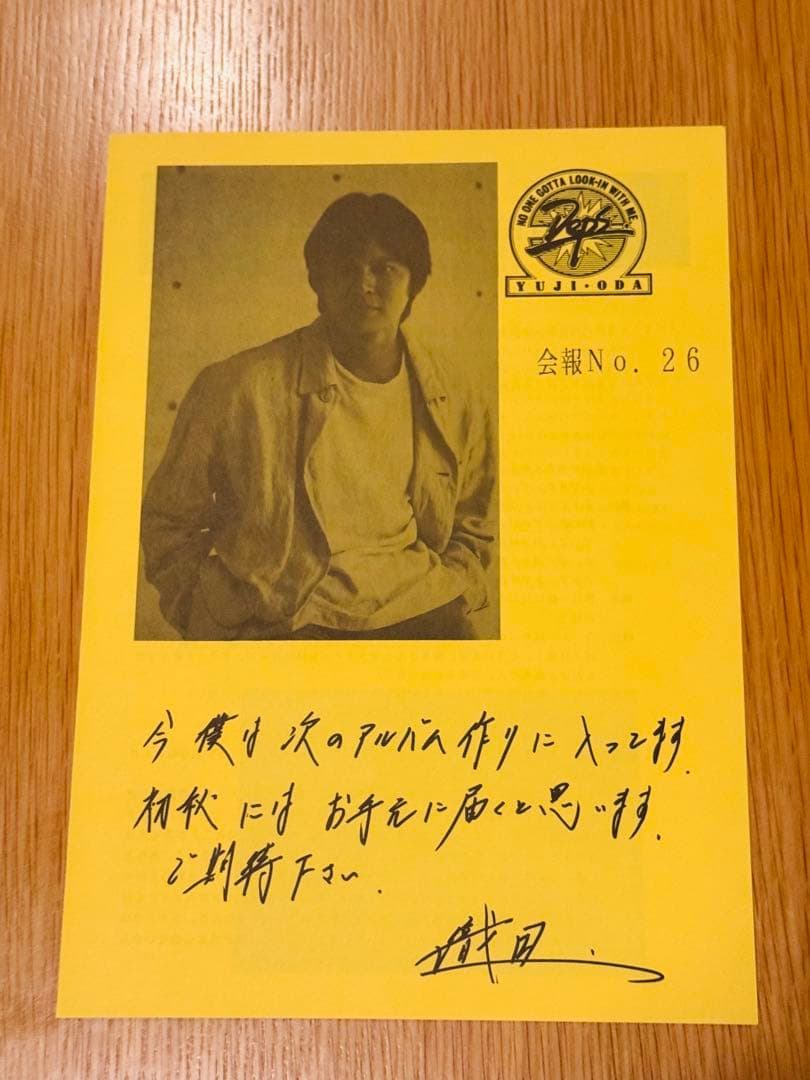 NO ONE GOTTA LOOK-IN WITH ME.
Deps
YUJI・ODA
会報No. 26
今僕は次のアルバム作りに入ってます.
初秋にはお手元に届くと思います.
ご期待下さい.
織田.